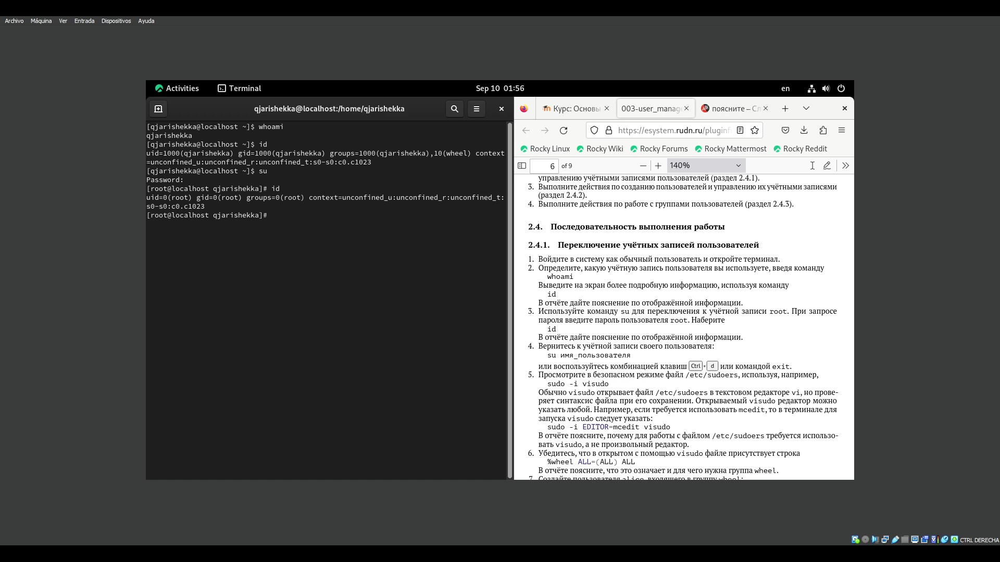 Archivo Máquina Ver Entrada Dispositivos Ayuda
Activities Terminal Sep 10 01:56 en
qjarishekka@localhost:/home/qjarishekka
[qjarishekka@localhost ~]$ whoami
qjarishekka
[qjarishekka@localhost ~]$ id
uid=1000(qjarishekka) gid=1000(qjarishekka) groups=1000(qjarishekka),10(wheel) context
=unconfined_u:unconfined_r:unconfined_t:s0-s0:c0.c1023
[qjarishekka@localhost ~]$ su
Password:
[root@localhost qjarishekka]# id
uid=0(root) gid=0(root) groups=0(root) context=unconfined_u:unconfined_r:unconfined_t:
s0-s0:c0.c1023
[root@localhost qjarishekka]#
Курс: Основы 003-user_manage поясните – Сл
https://esystem.rudn.ru/pluginf
Rocky Linux Rocky Wiki Rocky Forums Rocky Mattermost Rocky Reddit
6 of 9 140%
управлению учётными записями пользователей (раздел 2.4.1).
3. Выполните действия по созданию пользователей и управлению их учётными записями
(раздел 2.4.2).
4. Выполните действия по работе с группами пользователей (раздел 2.4.3).
2.4. Последовательность выполнения работы
2.4.1. Переключение учётных записей пользователей
1. Войдите в систему как обычный пользователь и откройте терминал.
2. Определите, какую учётную запись пользователя вы используете, введя команду
whoami
Выведите на экран более подробную информацию, используя команду
id
В отчёте дайте пояснение по отображённой информации.
3. Используйте команду su для переключения к учётной записи root. При запросе
пароля введите пароль пользователя root. Наберите
id
В отчёте дайте пояснение по отображённой информации.
4. Вернитесь к учётной записи своего пользователя:
su имя_пользователя
или воспользуйтесь комбинацией клавиш Ctrl + d или командой exit.
5. Просмотрите в безопасном режиме файл /etc/sudoers, используя, например,
sudo -i visudo
Обычно visudo открывает файл /etc/sudoers в текстовом редакторе vi, но прове-
ряет синтаксис файла при его сохранении. Открываемый visudo редактор можно
указать любой. Например, если требуется использовать mcedit, то в терминале для
запуска visudo следует указать:
sudo -i EDITOR=mcedit visudo
В отчёте поясните, почему для работы с файлом /etc/sudoers требуется использо-
вать visudo, а не произвольный редактор.
6. Убедитесь, что в открытом с помощью visudo файле присутствует строка
%wheel ALL=(ALL) ALL
В отчёте поясните, что это означает и для чего нужна группа wheel.
7. Создайте пользователя alice, входящего в группу wheel:
CTRL DERECHA